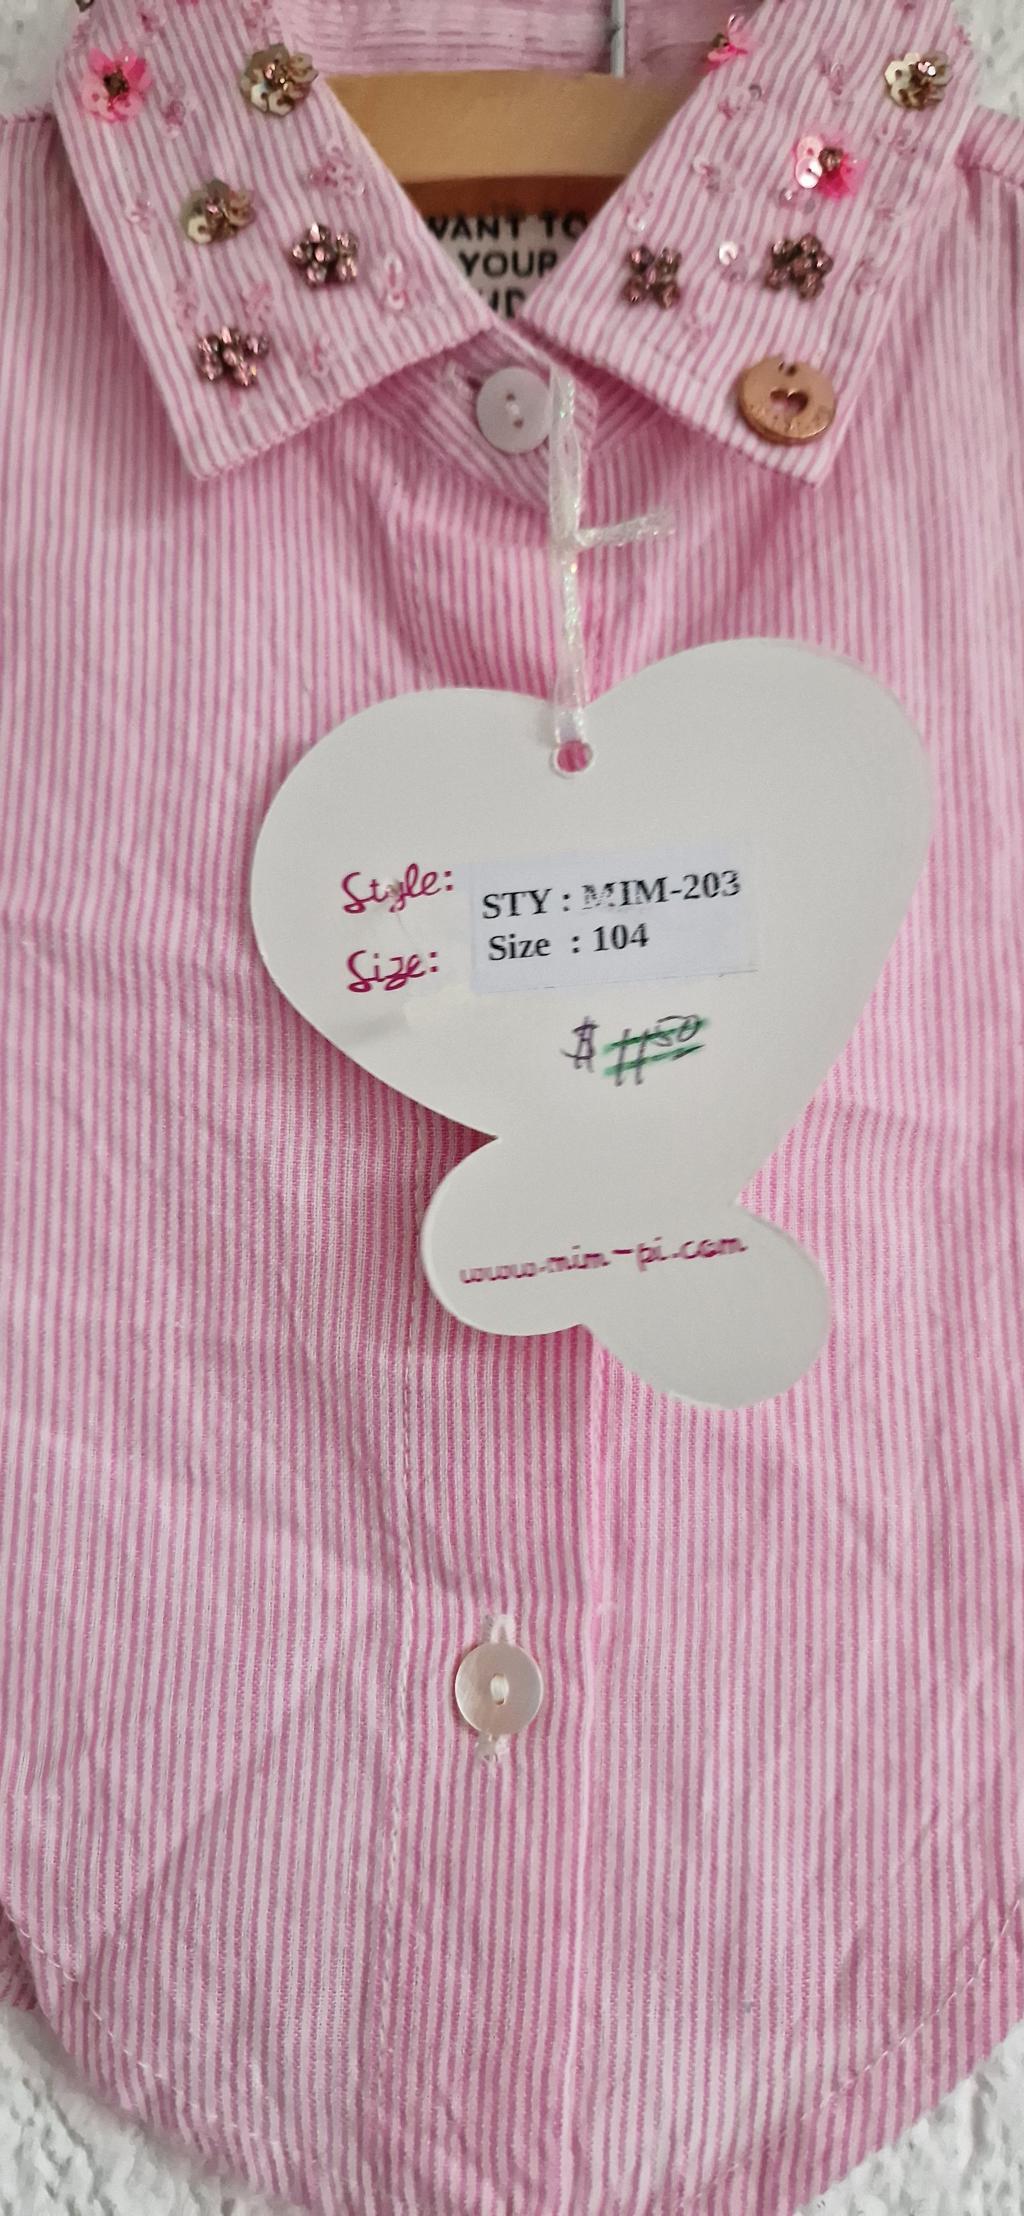 WANT TO
YOUR
Style:
STY : MIM-203
Size:
Size : 104
$
www.mim-pi.com